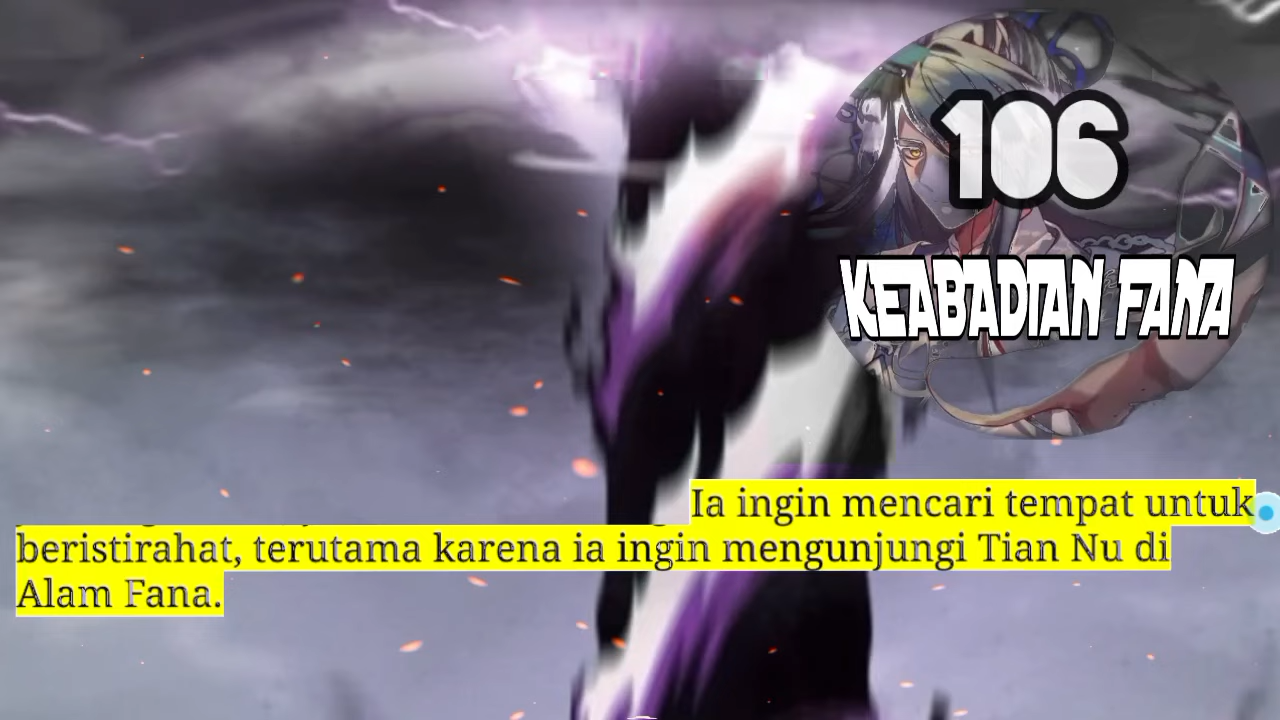 106
KEABADIAN FANA
Ia ingin mencari tempat untuk
beristirahat, terutama karena ia ingin mengunjungi Tian Nu di
Alam Fana.